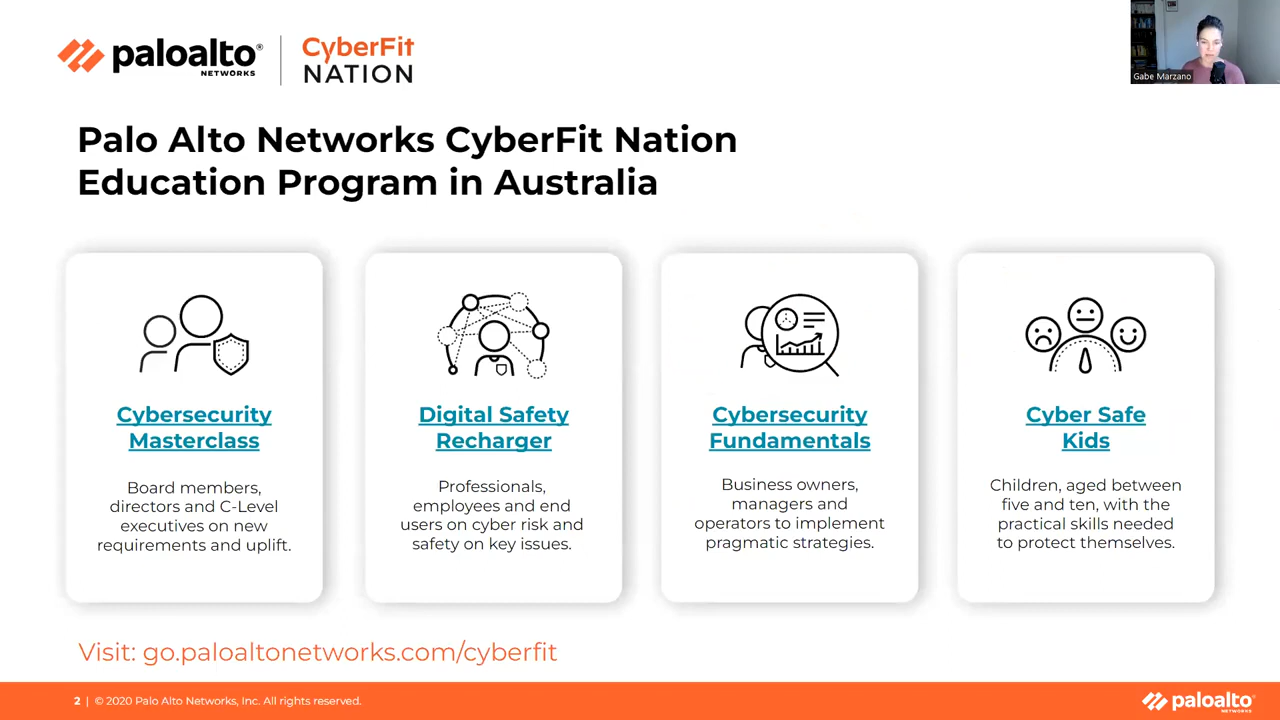 paloalto®
NETWORKS
CyberFit
NATION
Gabe Marzano
Palo Alto Networks CyberFit Nation
Education Program in Australia
Cybersecurity
Masterclass
Board members,
directors and C-Level
executives on new
requirements and uplift.
Digital Safety
Recharger
Professionals,
employees and end
users on cyber risk and
safety on key issues.
Cybersecurity
Fundamentals
Business owners,
managers and
operators to implement
pragmatic strategies.
Cyber Safe
Kids
Children, aged between
five and ten, with the
practical skills needed
to protect themselves.
Visit: go.paloaltonetworks.com/cyberfit
2 | © 2020 Palo Alto Networks, Inc. All rights reserved.
paloalto
NETWORKS